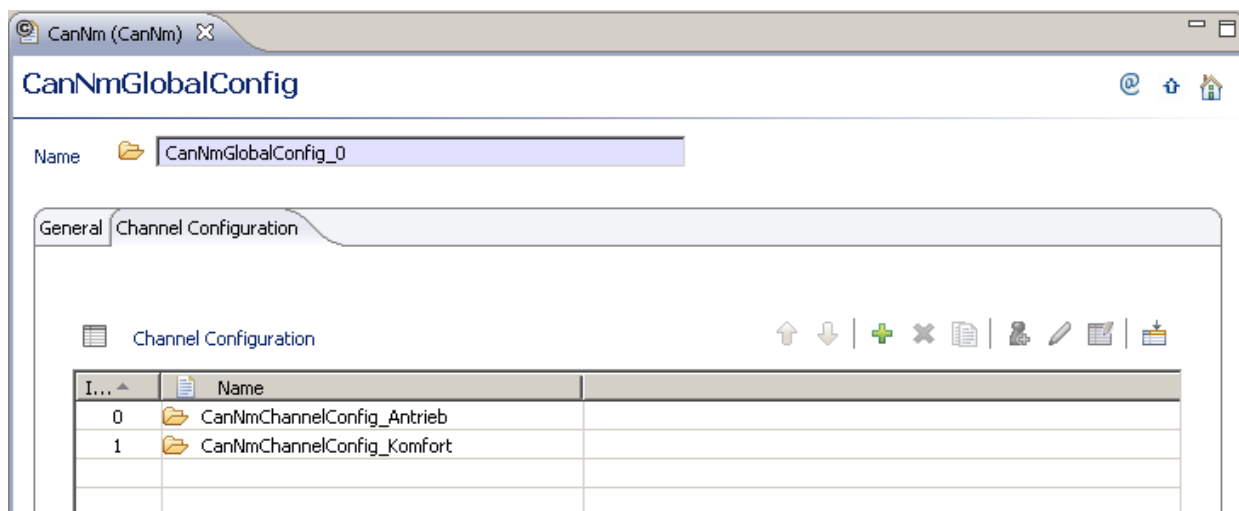 CanNm (CanNm)
CanNmGlobalConfig
Name CanNmGlobalConfig_0
General Channel Configuration
Channel Configuration
I... Name
0 CanNmChannelConfig_Antrieb
1 CanNmChannelConfig_Komfort